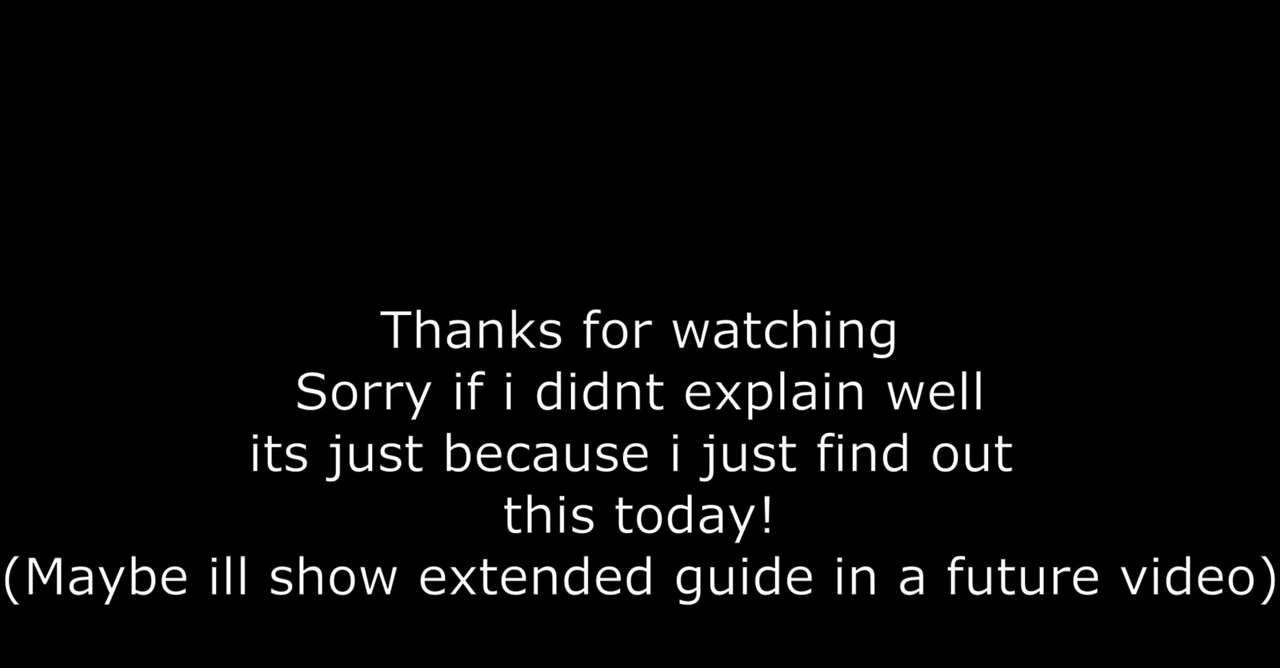 Thanks for watching
Sorry if i didnt explain well
its just because i just find out
this today!
(Maybe ill show extended guide in a future video)